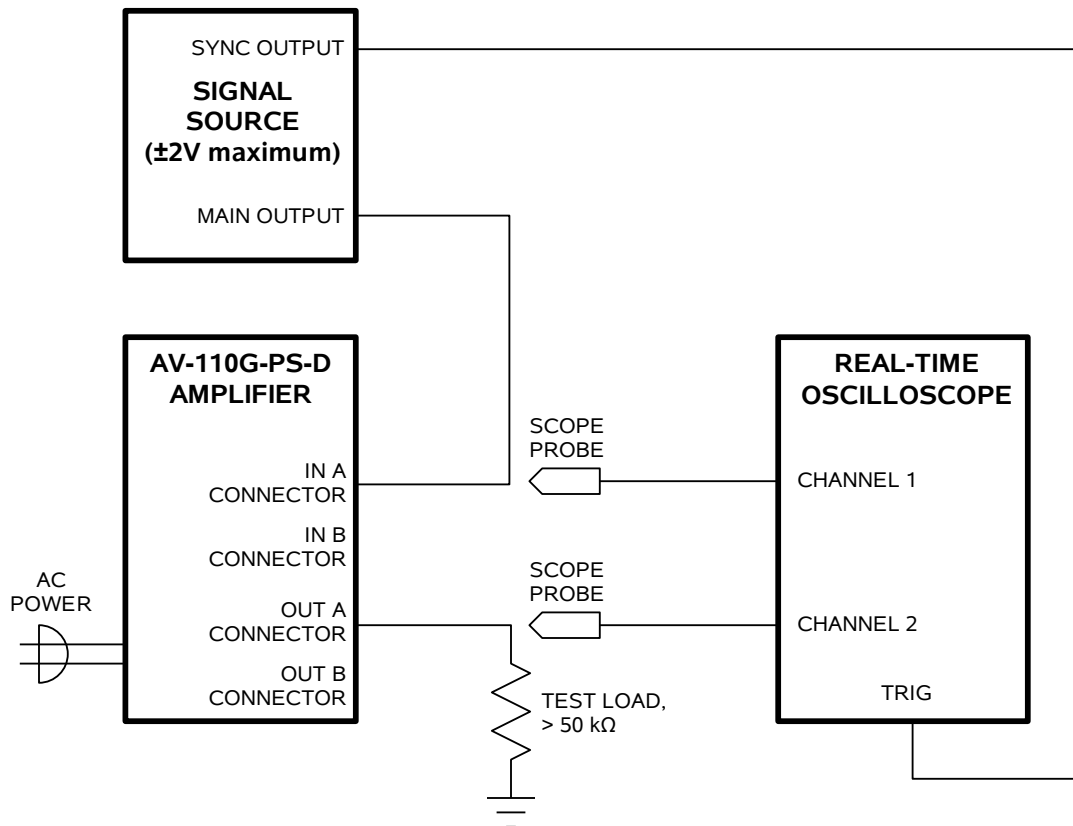 SYNC OUTPUT
SIGNAL
SOURCE
(±2V maximum)
MAIN OUTPUT
AV-110G-PS-D
AMPLIFIER
IN A
CONNECTOR
IN B
CONNECTOR
OUT A
CONNECTOR
OUT B
CONNECTOR
AC
POWER
SCOPE
PROBE
SCOPE
PROBE
TEST LOAD,
> 50 kΩ
REAL-TIME
OSCILLOSCOPE
CHANNEL 1
CHANNEL 2
TRIG